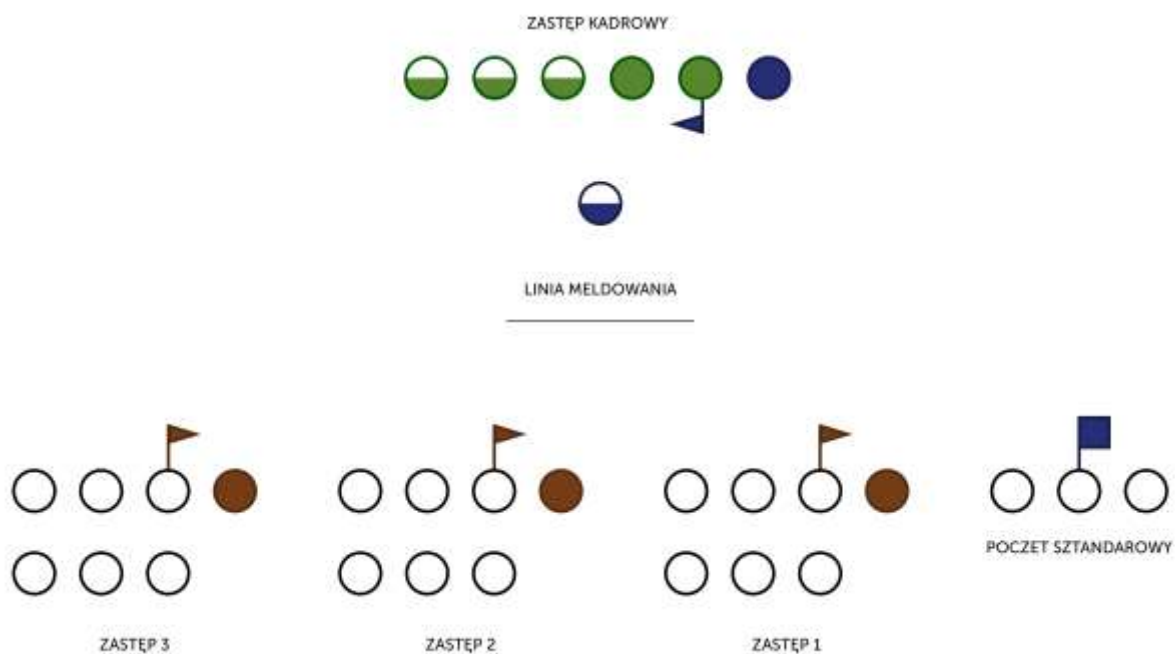 ZASTĘP KADROWY
LINIA MELDOWANIA
POCZET SZTANDAROWY
ZASTĘP 3
ZASTĘP 2
ZASTĘP 1